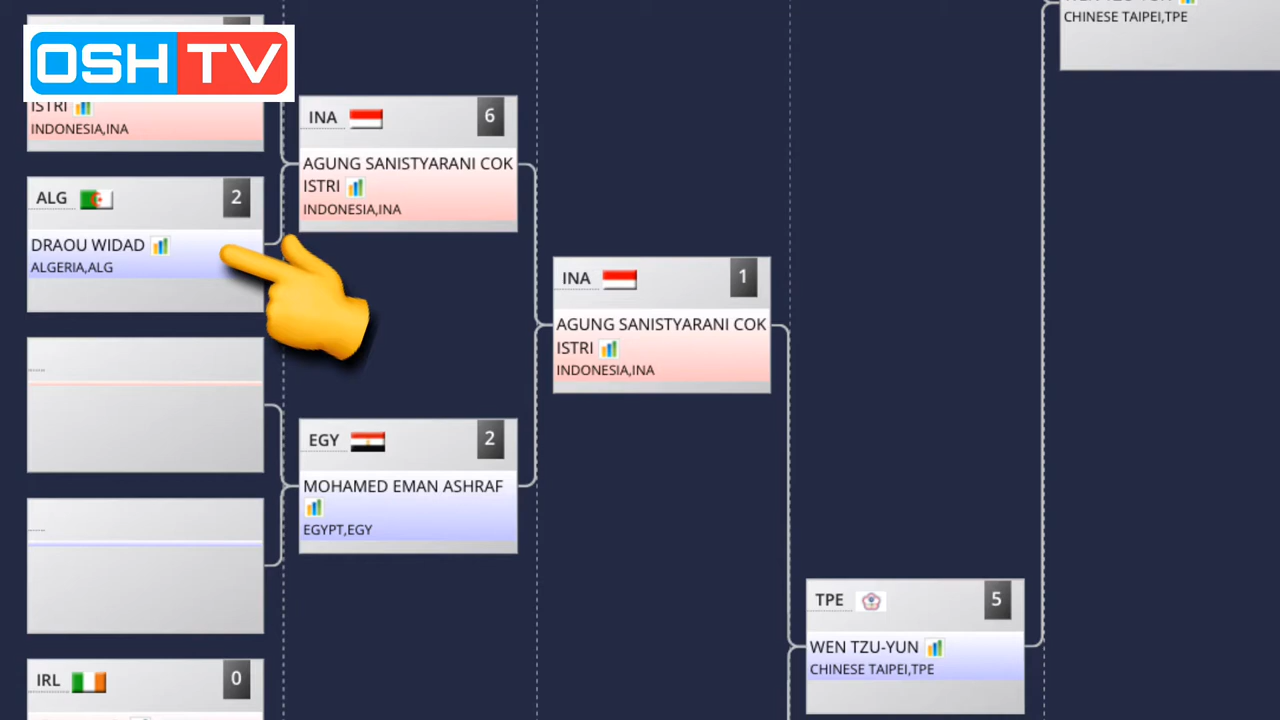 OSH TV
ISTRI
INDONESIA,INA
ALG 2
DRAOU WIDAD
ALGERIA,ALG
IRL 0
INA 6
AGUNG SANISTYARANI COK
ISTRI
INDONESIA,INA
EGY 2
MOHAMED EMAN ASHRAF
EGYPT,EGY
INA 1
AGUNG SANISTYARANI COK
ISTRI
INDONESIA,INA
TPE 5
WEN TZU-YUN
CHINESE TAIPEI,TPE
CHINESE TAIPEI,TPE